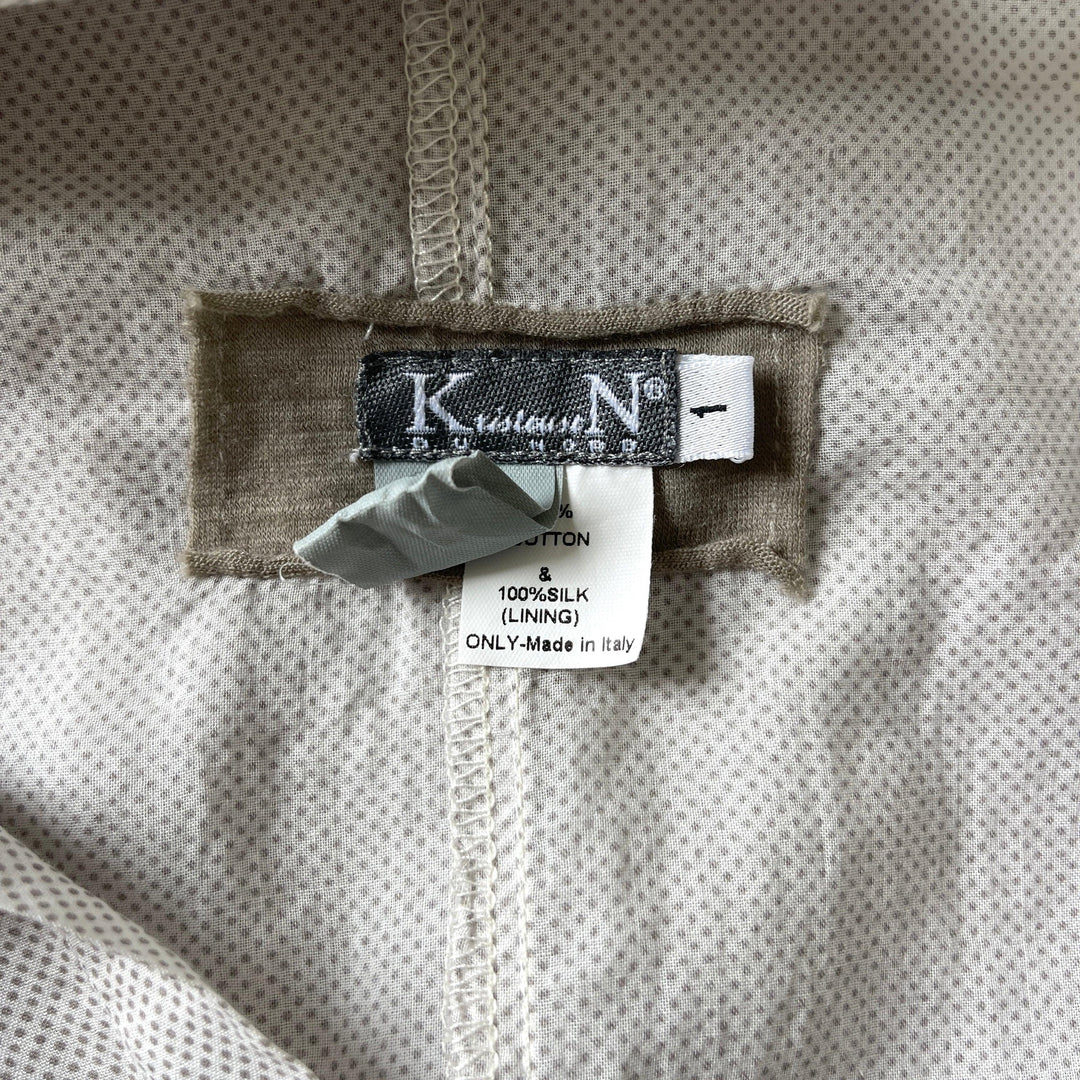 KristensenN®
DU NORD
1
%
COTTON
&
100%SILK
(LINING)
ONLY-Made in Italy